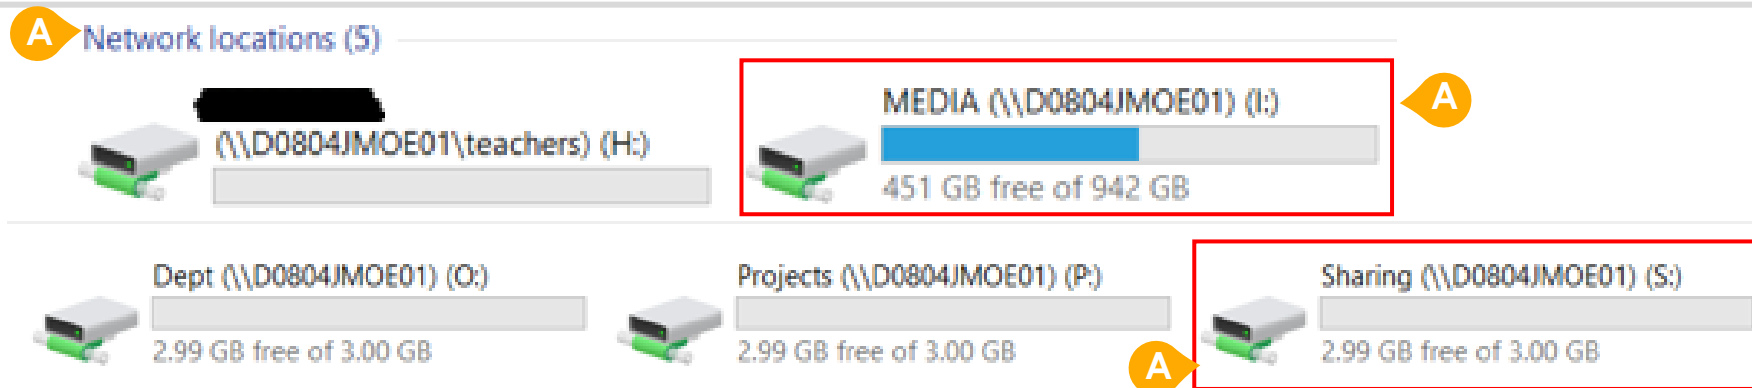 A Network locations (5)
(\\D0804JMOE01\teachers) (H:)
MEDIA (\\D0804JMOE01) (I:)
A
451 GB free of 942 GB
Dept (\\D0804JMOE01) (O:)
2.99 GB free of 3.00 GB
Projects (\\D0804JMOE01) (P:)
2.99 GB free of 3.00 GB
Sharing (\\D0804JMOE01) (S:)
2.99 GB free of 3.00 GB
A